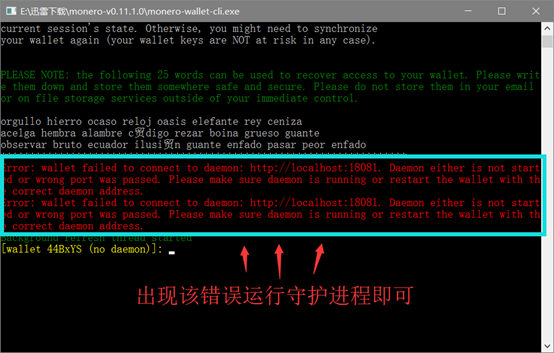 E:\迅雷下载\monero-v0.11.1.0\monero-wallet-cli.exe
current session's state. Otherwise, you might need to synchronize
your wallet again (your wallet keys are NOT at risk in any case).
PLEASE NOTE: the following 25 words can be used to recover access to your wallet. Please writ
e them down and store them somewhere safe and secure. Please do not store them in your email
or on file storage services outside of your immediate control.
orgullo hierro ocaso reloj oasis elefante rey ceniza
acelga hembra alambre c贸digo rezar boina grueso guante
observar bruto ecuador ilusi贸n guante enfado pasar peor enfado
Error: wallet failed to connect to daemon: http://localhost:18081. Daemon either is not start
ed or wrong port was passed. Please make sure daemon is running or restart the wallet with th
e correct daemon address.
Error: wallet failed to connect to daemon: http://localhost:18081. Daemon either is not start
ed or wrong port was passed. Please make sure daemon is running or restart the wallet with th
e correct daemon address.
Background refresh thread started
[wallet 44BxYS (no daemon)]:
出现该错误运行守护进程即可